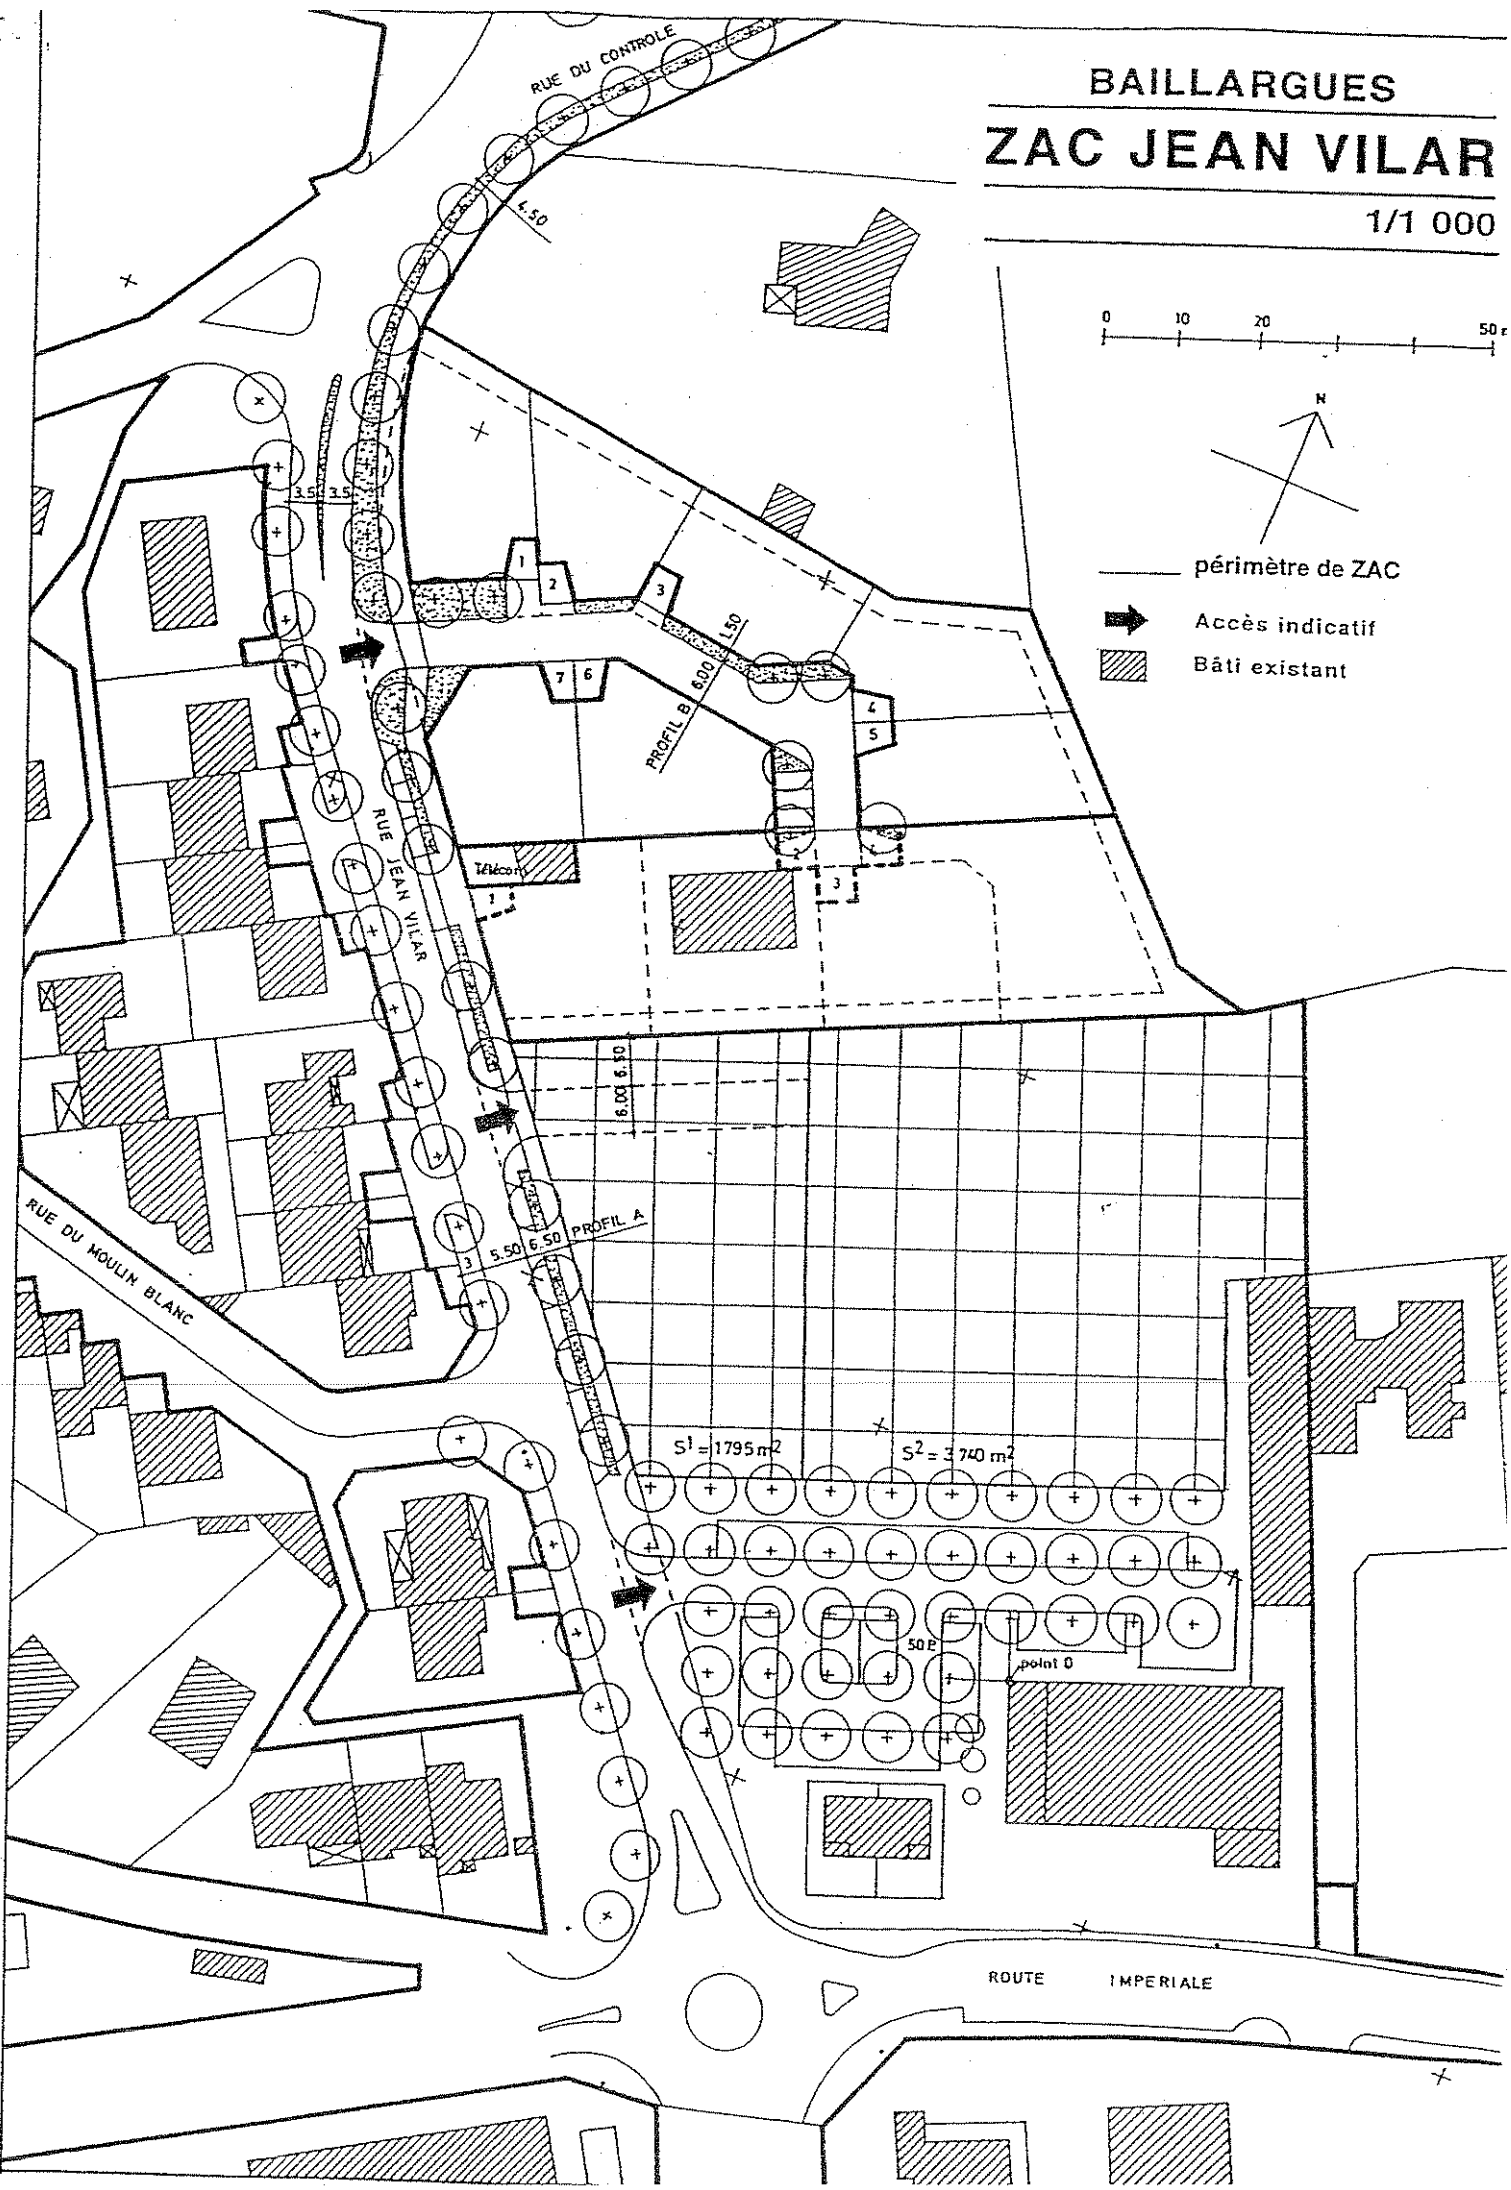 BAILLARGUES
ZAC JEAN VILAR
1/1 000
0 10 20 50
N
périmètre de ZAC
Accès indicatif
Bâti existant
RUE DU CONTROLE
4.50
3.5 3.5
1
2
3
1.50
6.00
PROFIL B
7 6
4
5
RUE JEAN VILAR
Télécom
1
2
3
6.00 6.50
RUE DU MOULIN BLANC
3 5.50 6.50 PROFIL A
S1 = 1795 m2
S2 = 3740 m2
50 P.
point 0
ROUTE IMPERIALE